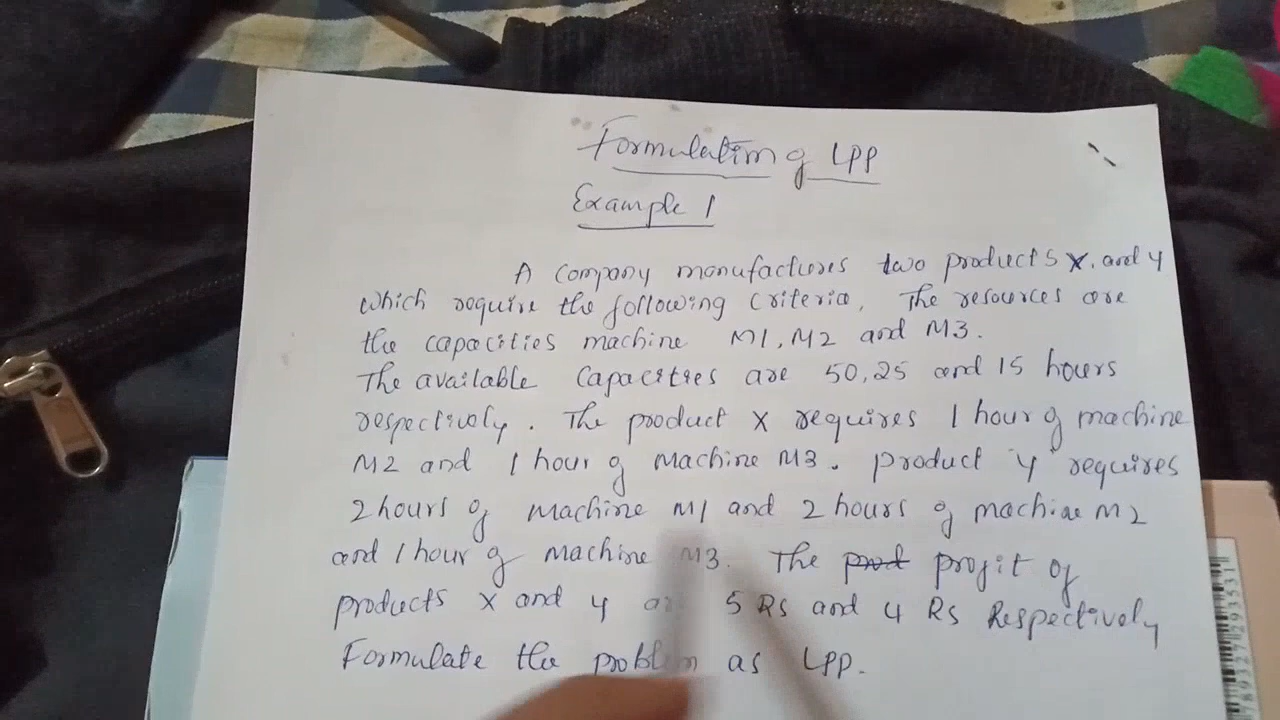 Formulation of LPP
Example 1
A company manufactures two products X. and Y
which require the following criteria, The resources are
the capacities machine M1, M2 and M3.
The available capacities are 50, 25 and 15 hours
respectively. The product X requires 1 hour of machine
M2 and 1 hour of machine M3. product Y requires
2 hours of machine M1 and 2 hours of machine M2
and 1 hour of machine M3. The prod profit of
products X and Y are 5 RS and 4 RS Respectively
Formulate the problem as LPP.